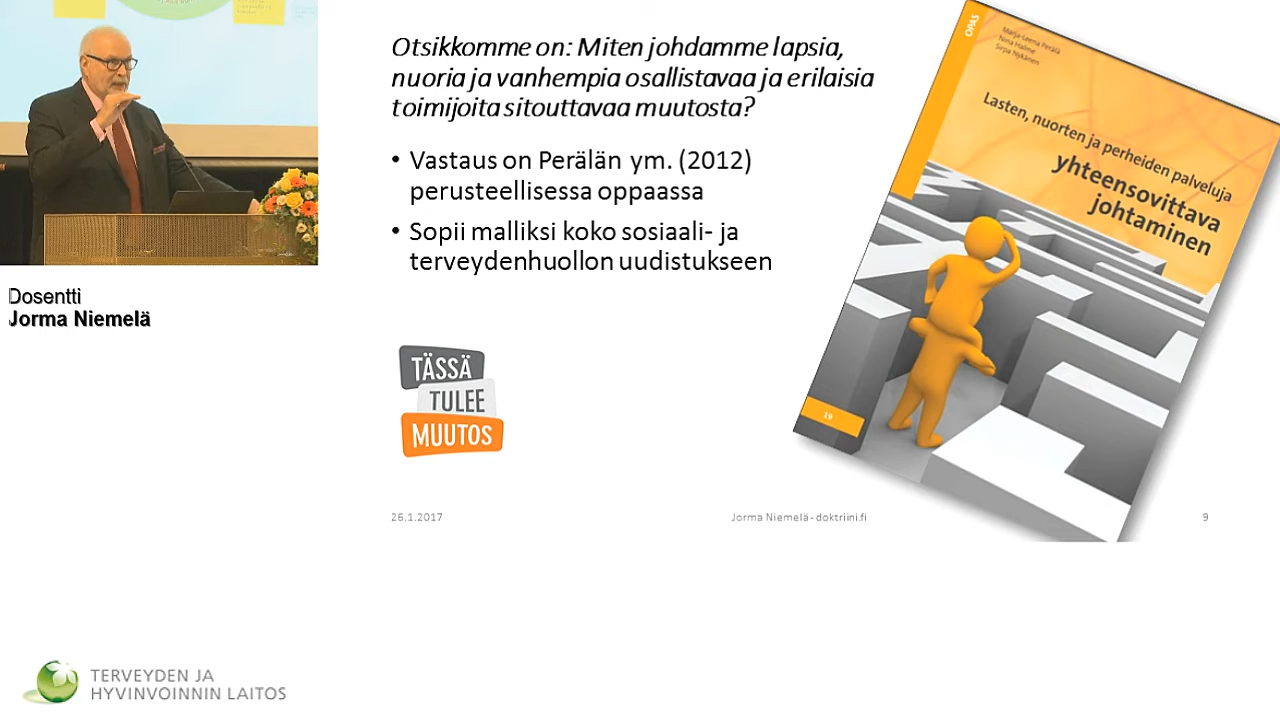 Dosentti
Jorma Niemelä
Otsikkomme on: Miten johdamme lapsia,
nuoria ja vanhempia osallistavaa ja erilaisia
toimijoita sitouttavaa muutosta?
• Vastaus on Perälän ym. (2012)
perusteellisessa oppaassa
• Sopii malliksi koko sosiaali- ja
terveydenhuollon uudistukseen
TÄSSÄ
TULEE
MUUTOS
OPAS
Marja-Leena Perälä
Nina Halme
Sirpa Nykänen
Lasten, nuorten ja perheiden palveluja
yhteensovittava
johtaminen
19
26.1.2017
Jorma Niemelä - doktriini.fi
9
TERVEYDEN JA
HYVINVOINNIN LAITOS